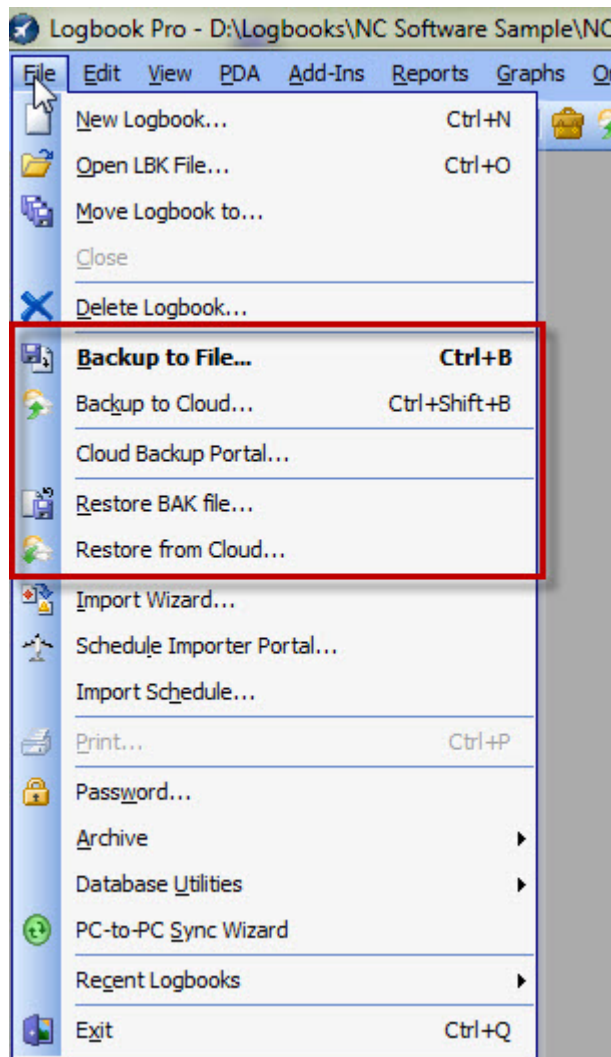 Logbook Pro - D:\Logbooks\NC Software Sample\NC
File Edit View PDA Add-Ins Reports Graphs
New Logbook... Ctrl+N
Open LBK File... Ctrl+O
Move Logbook to...
Close
Delete Logbook...
Backup to File... Ctrl+B
Backup to Cloud... Ctrl+Shift+B
Cloud Backup Portal...
Restore BAK file...
Restore from Cloud...
Import Wizard...
Schedule Importer Portal...
Import Schedule...
Print... Ctrl+P
Password...
Archive
Database Utilities
PC-to-PC Sync Wizard
Recent Logbooks
Exit Ctrl+Q